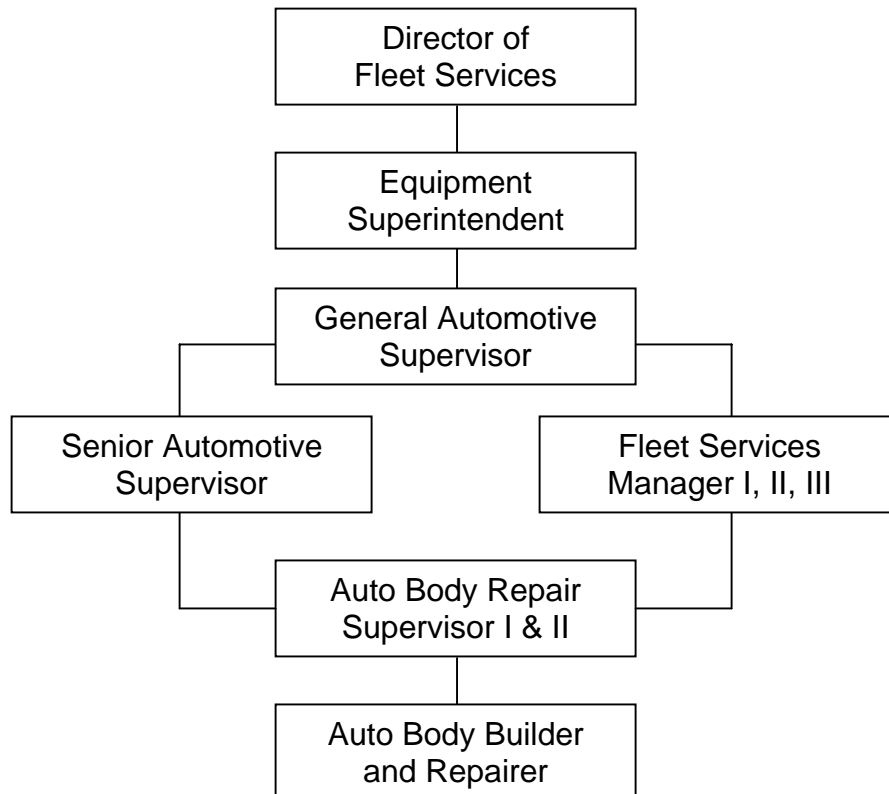 Director of
Fleet Services
Equipment
Superintendent
General Automotive
Supervisor
Senior Automotive
Supervisor
Fleet Services
Manager I, II, III
Auto Body Repair
Supervisor I & II
Auto Body Builder
and Repairer